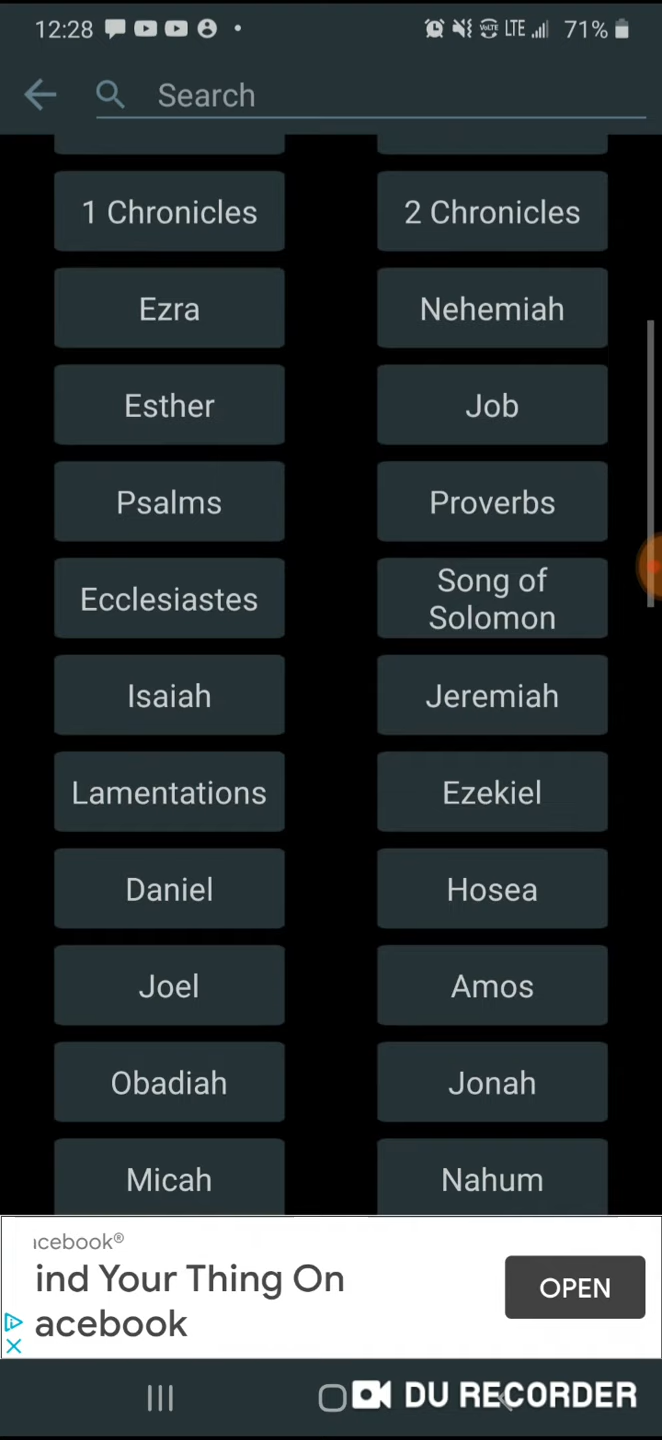 12:28
VoLTE LTE 71%
Search
1 Chronicles
2 Chronicles
Ezra
Nehemiah
Esther
Job
Psalms
Proverbs
Ecclesiastes
Song of
Solomon
Isaiah
Jeremiah
Lamentations
Ezekiel
Daniel
Hosea
Joel
Amos
Obadiah
Jonah
Micah
Nahum
acebook®
ind Your Thing On
acebook
OPEN
DU RECORDER